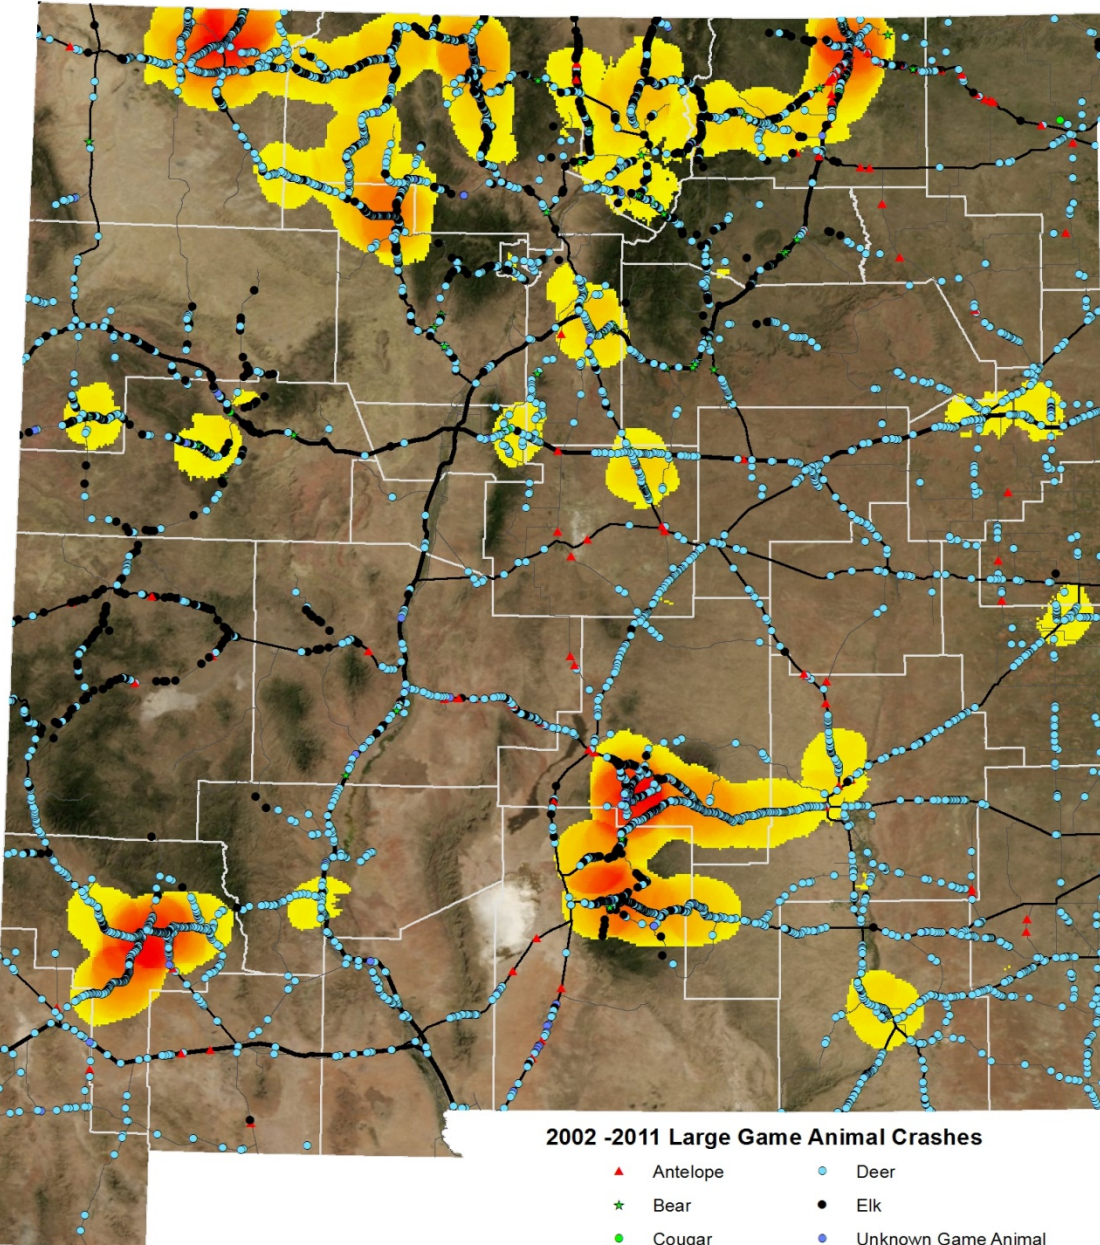 2002 -2011 Large Game Animal Crashes
Antelope
Deer
Bear
Elk
Cougar
Unknown Game Animal